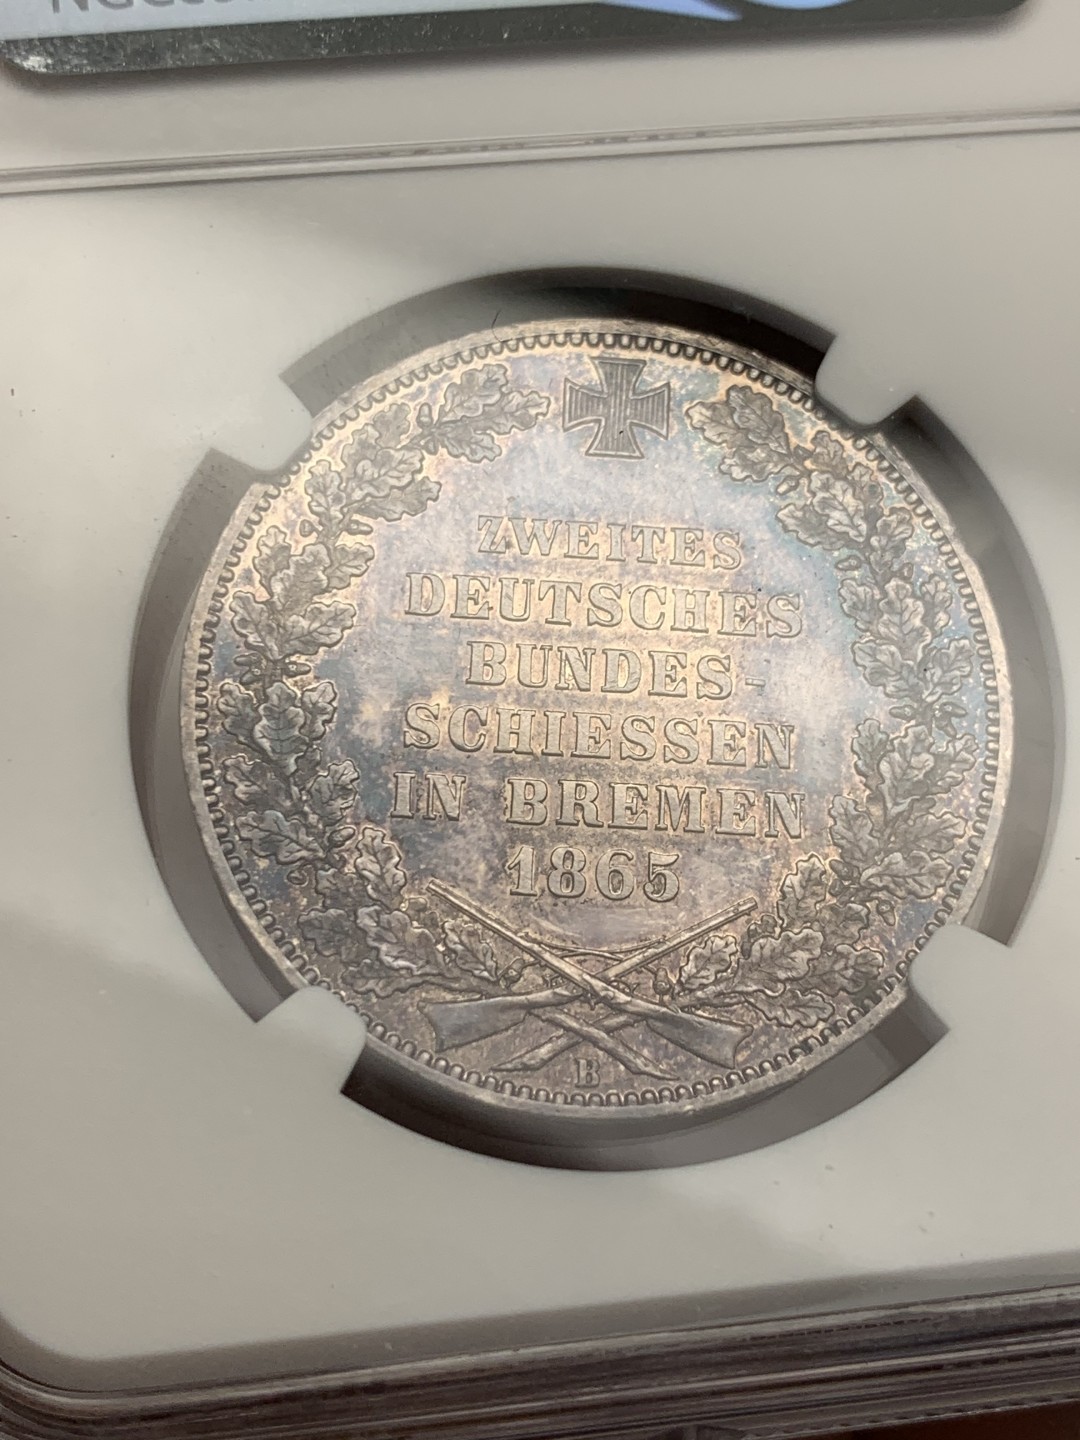 ZWEITES
DEUTSCHES
BUNDES-
SCHIESSEN
IN BREMEN
1865
B